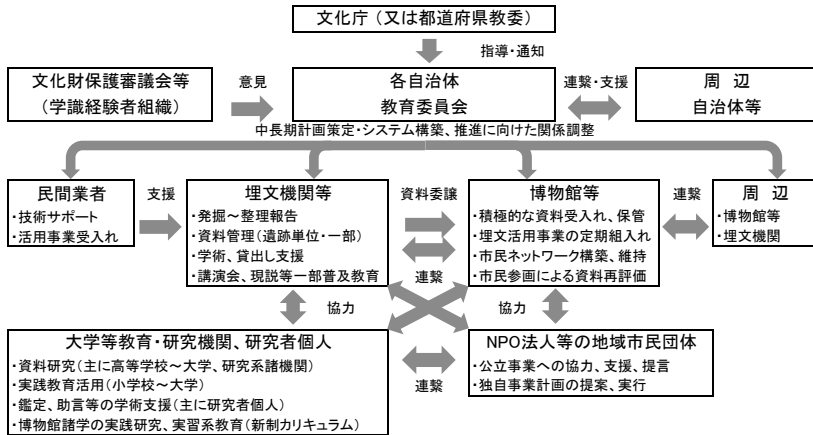 文化庁(又は都道府県教委)
指導・通知
文化財保護審議会等
(学識経験者組織)
意見
各自治体
教育委員会
連繫・支援
周 辺
自治体等
中長期計画策定・システム構築、推進に向けた関係調整
民間業者
・技術サポート
・活用事業受入れ
支援
埋文機関等
・発掘~整理報告
・資料管理(遺跡単位・一部)
・学術、貸出し支援
・講演会、現説等一部普及教育
資料委譲
連繫
博物館等
・積極的な資料受入れ、保管
・埋文活用事業の定期組入れ
・市民ネットワーク構築、維持
・市民参画による資料再評価
連繫
周 辺
・博物館等
・埋文機関
協力
協力
大学等教育・研究機関、研究者個人
・資料研究(主に高等学校~大学、研究系諸機関)
・実践教育活用(小学校~大学)
・鑑定、助言等の学術支援(主に研究者個人)
・博物館諸学の実践研究、実習系教育(新制カリキュラム)
連繫
NPO法人等の地域市民団体
・公立事業への協力、支援、提言
・独自事業計画の提案、実行